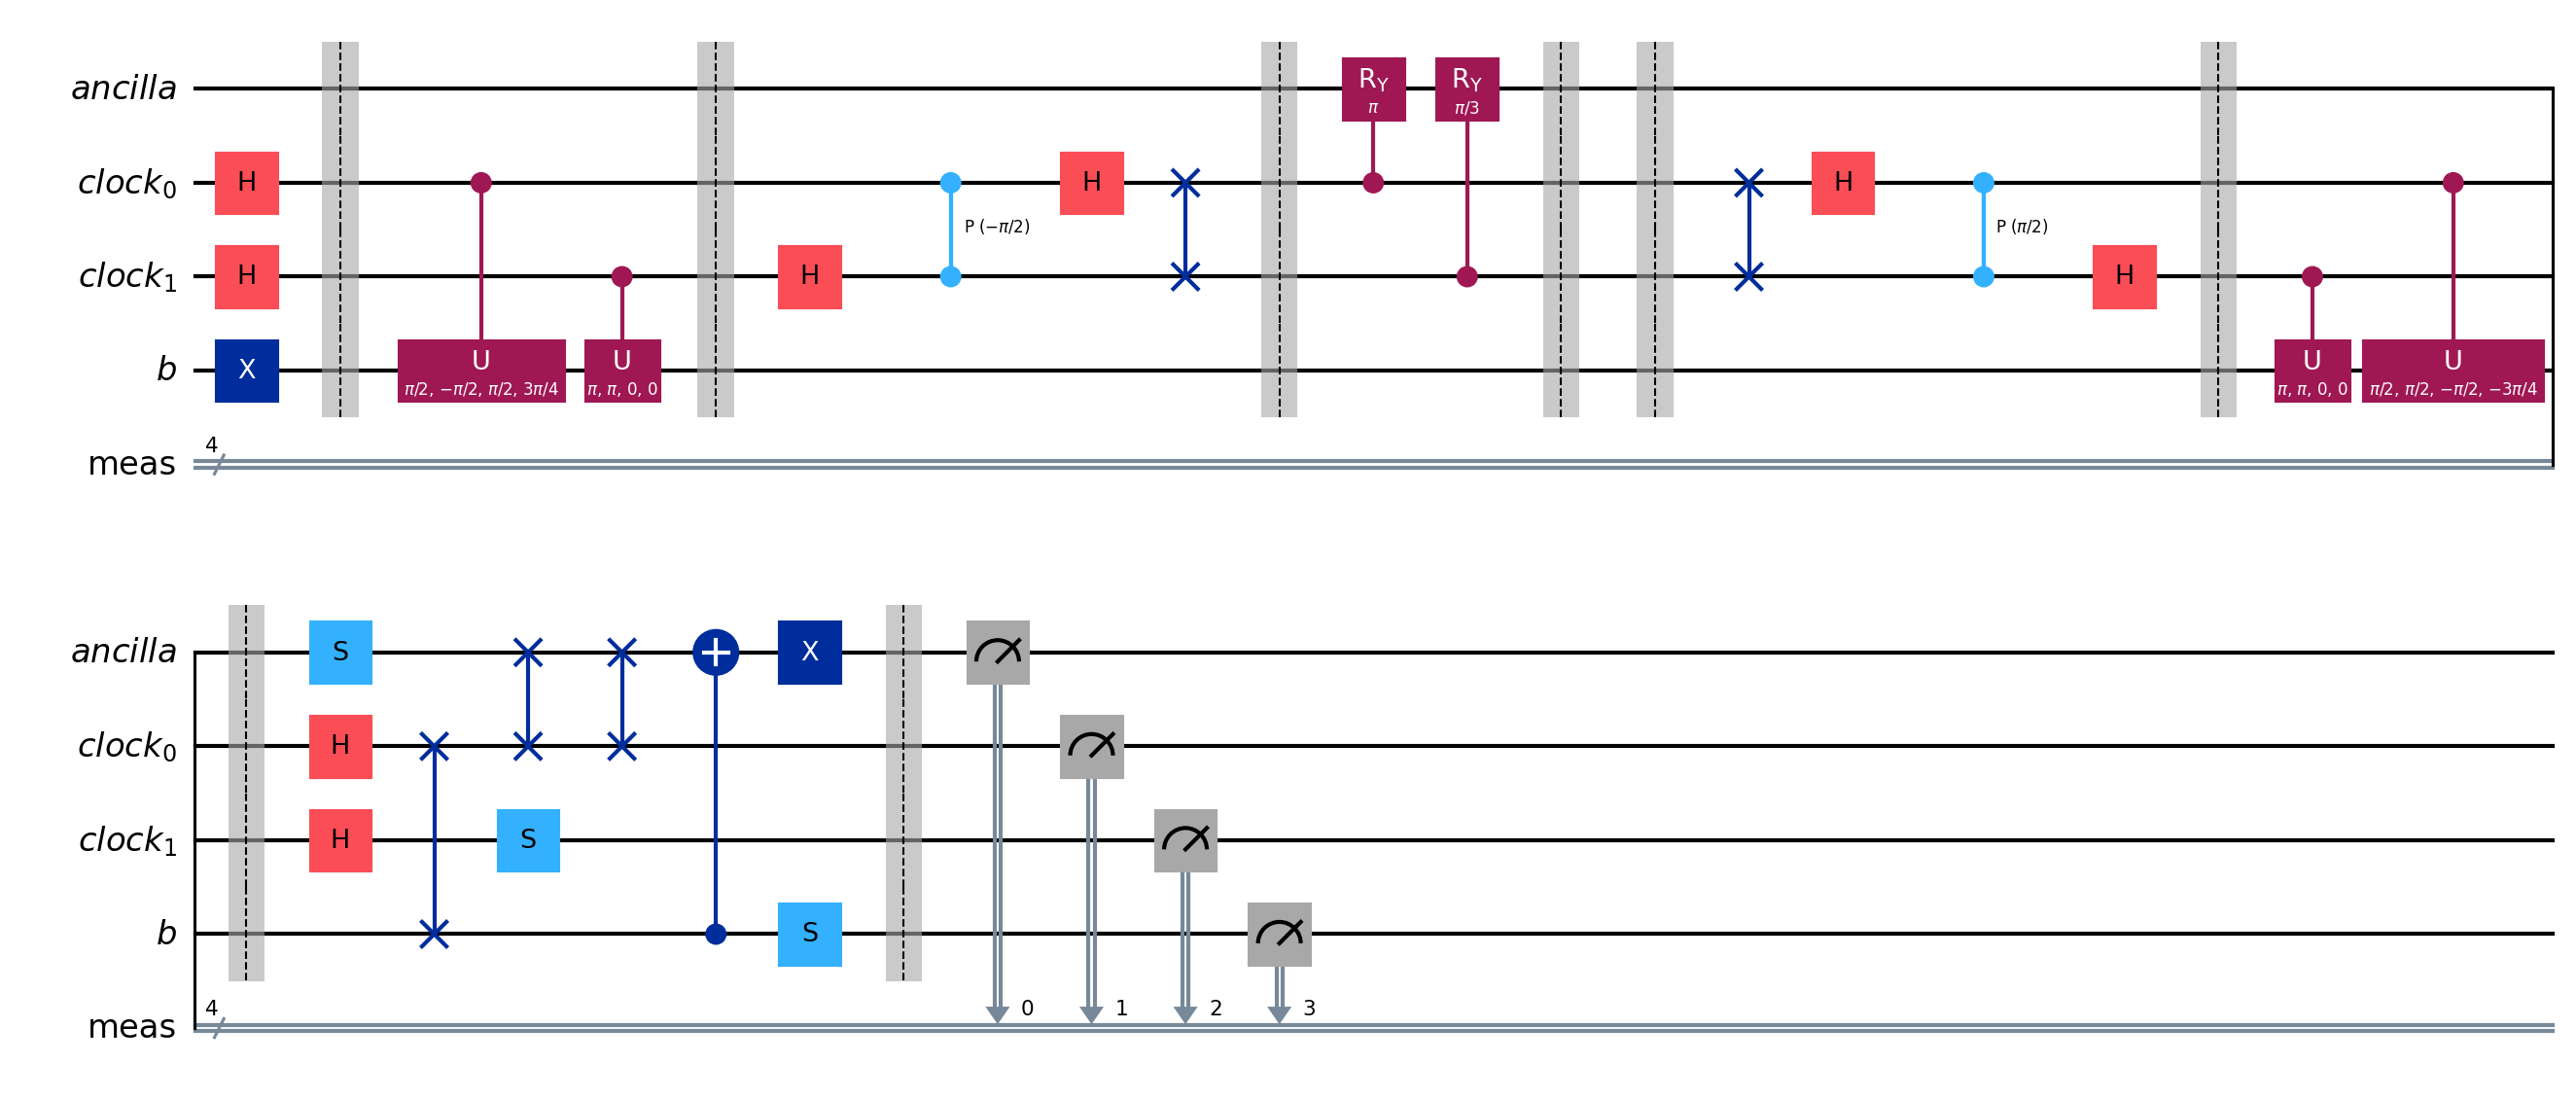 ancilla R_Y π R_Y π/3
clock_0 H H H
P (−π/2) P (π/2)
clock_1 H H H
b X U π/2, −π/2, π/2, 3π/4 U π, π, 0, 0 U π, π, 0, 0 U π/2, π/2, −π/2, −3π/4
4
meas
ancilla S X
clock_0 H
clock_1 H S
b S
4 0 1 2 3
meas